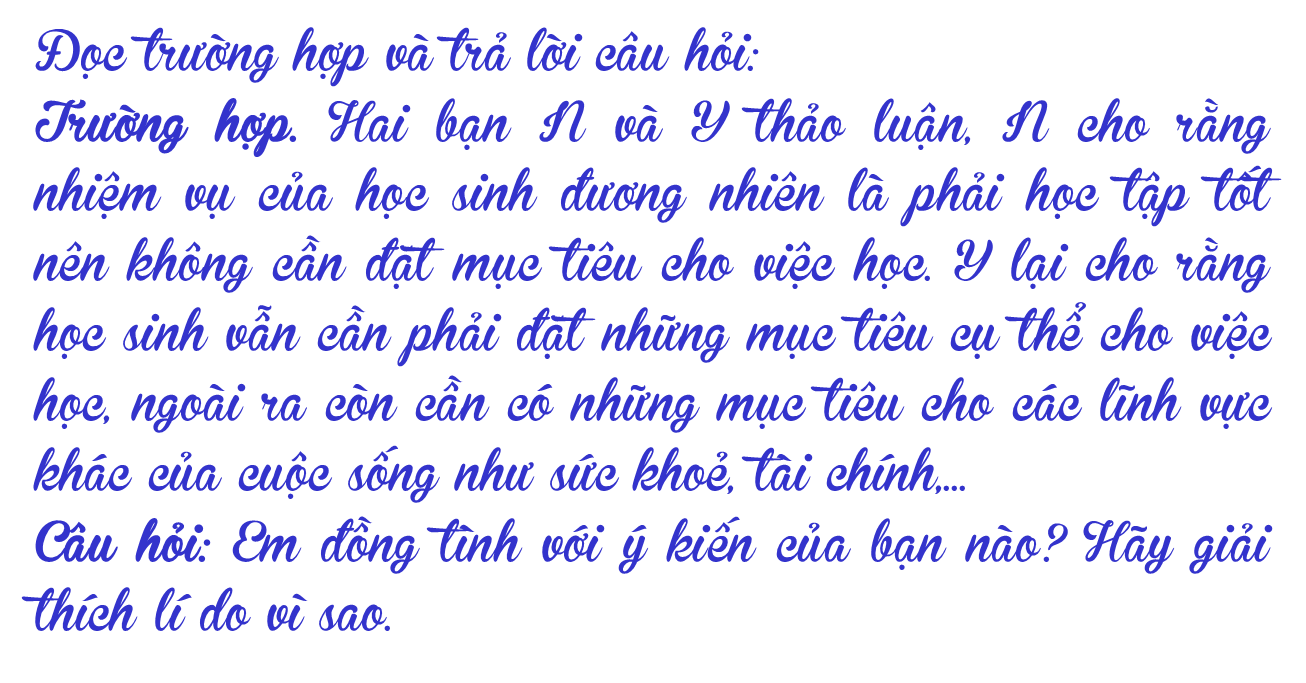 Đọc trường hợp và trả lời câu hỏi:
Trường hợp. Hai bạn N và Y thảo luận, N cho rằng
nhiệm vụ của học sinh đương nhiên là phải học tập tốt
nên không cần đặt mục tiêu cho việc học. Y lại cho rằng
học sinh vẫn cần phải đặt những mục tiêu cụ thể cho việc
học, ngoài ra còn cần có những mục tiêu cho các lĩnh vực
khác của cuộc sống như sức khoẻ, tài chính,...
Câu hỏi: Em đồng tình với ý kiến của bạn nào? Hãy giải
thích lí do vì sao.